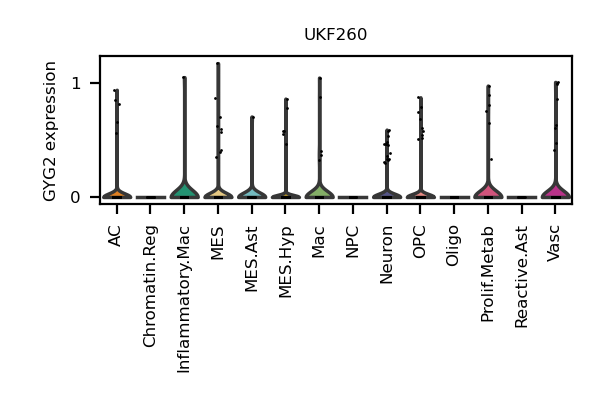 UKF260
GYG2 expression
1
0
AC
Chromatin.Reg
Inflammatory.Mac
MES
MES.Ast
MES.Hyp
Mac
NPC
Neuron
OPC
Oligo
Prolif.Metab
Reactive.Ast
Vasc